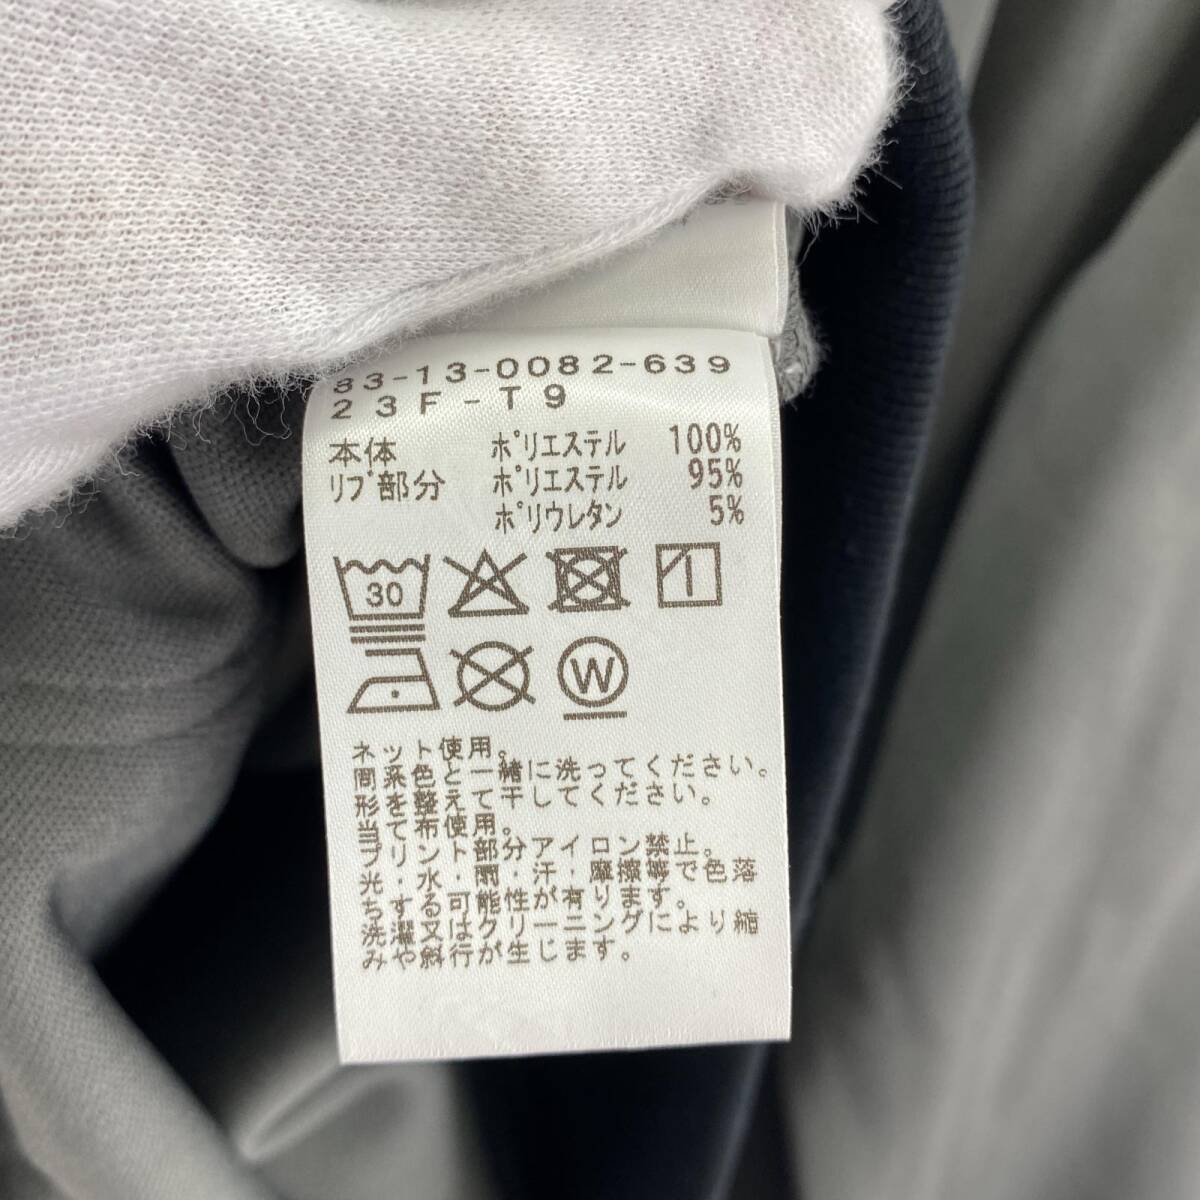 83-13-0082-639
23F-T9
本体 ポリエステル 100%
リブ部分 ポリエステル 95%
ポリウレタン 5%
30
W
ネット使用。
同系色と一緒に洗ってください。
形を整えて干してください。
当て布使用。
プリント部分アイロン禁止。
光・水・雨・汗・摩擦等で色落
ち・する可能性が有ります。
洗濯又はクリーニングにより縮
みや斜行が生じます。